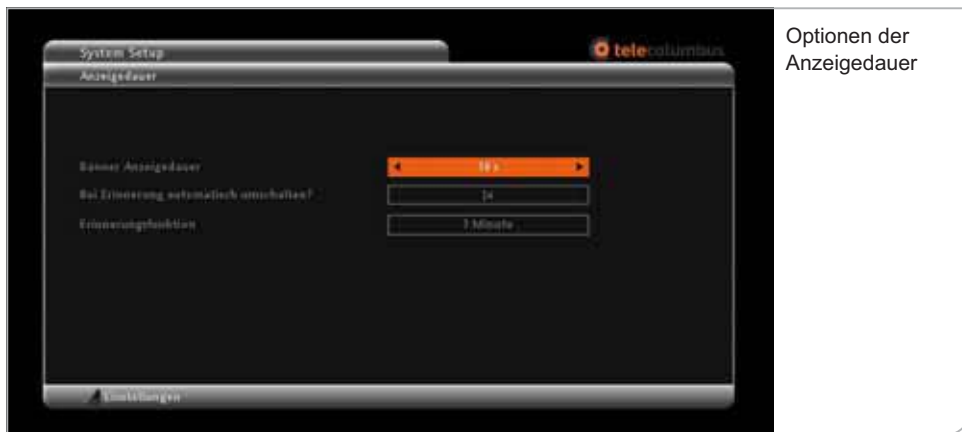 System Setup
telecolumbus
Anzeigedauer
Banner Anzeigedauer
10 s
Bei Erinnerung automatisch umschalten?
Ja
Erinnerungsfunktion
1 Minute
Einstellungen
Optionen der
Anzeigedauer